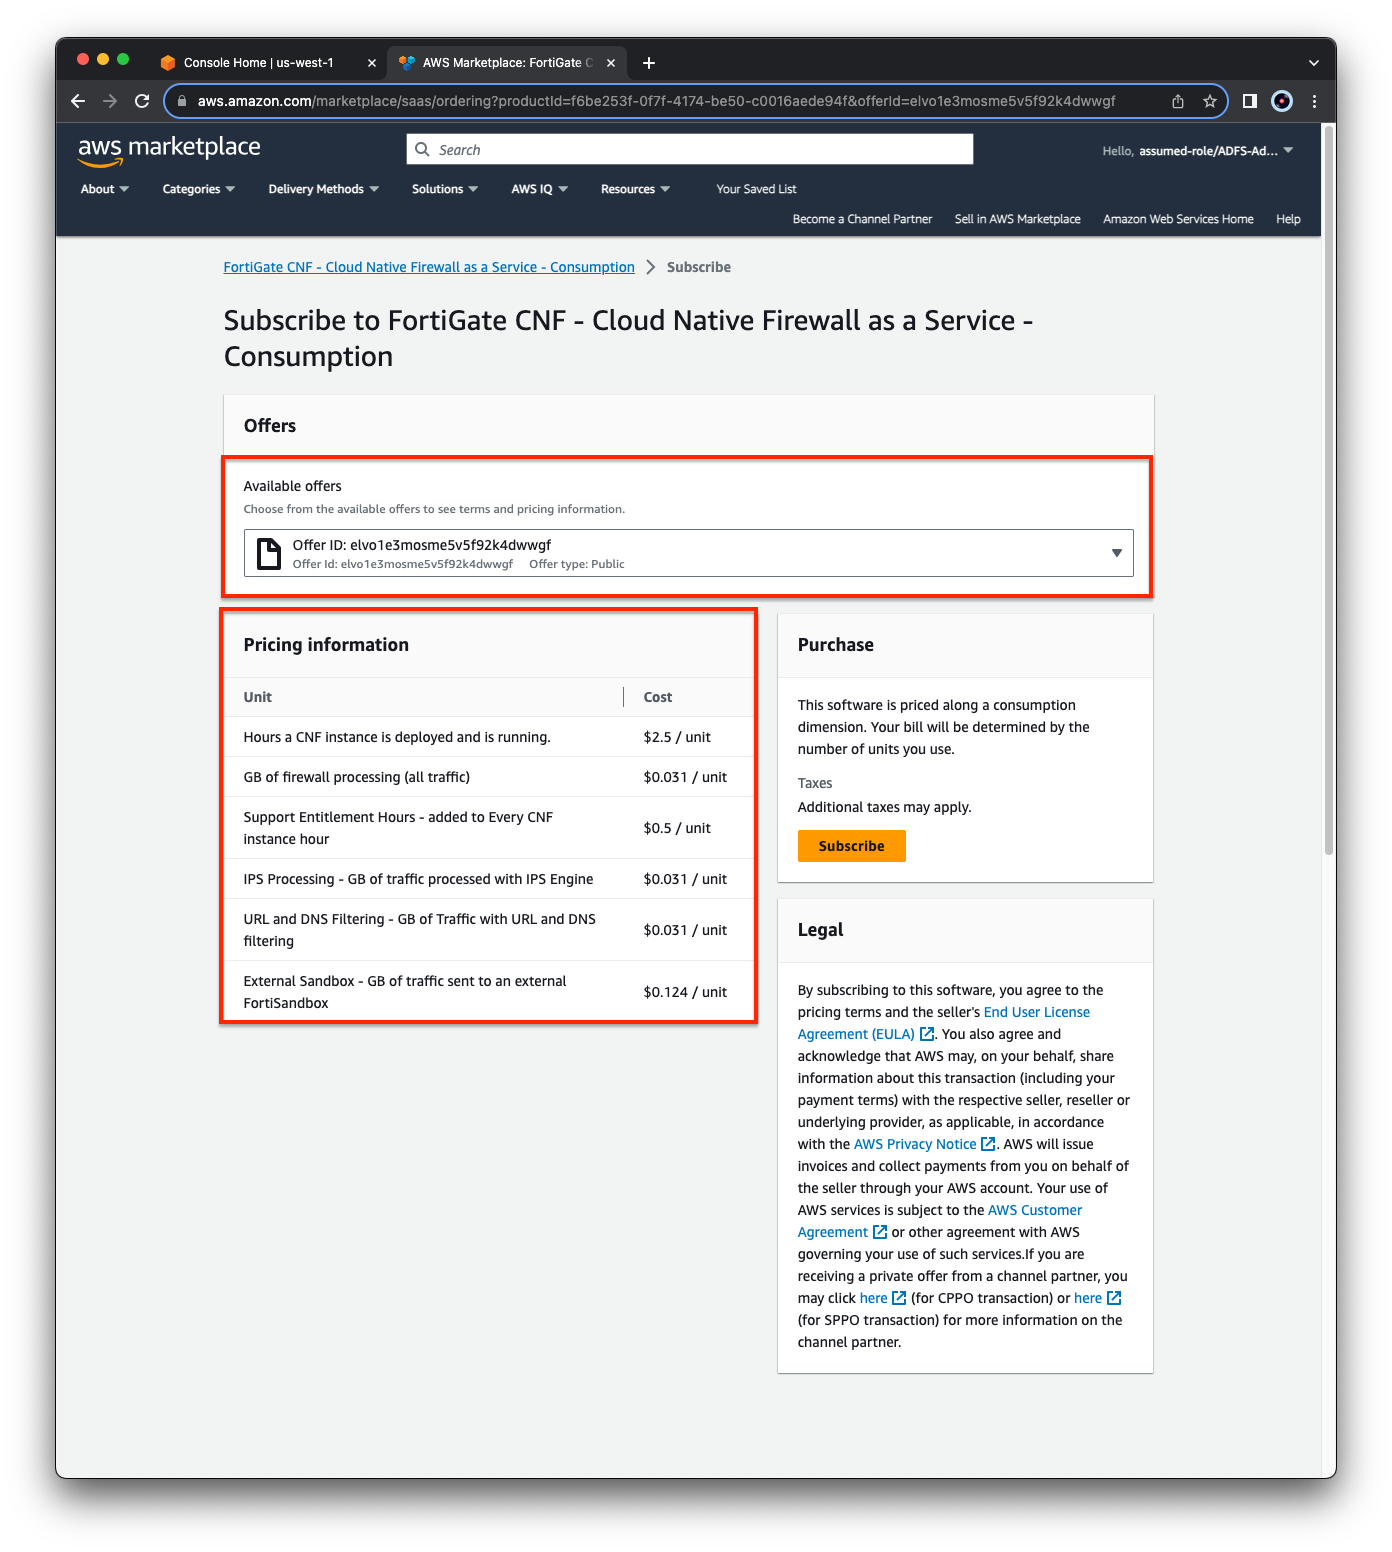 Console Home | us-west-1
AWS Marketplace: FortiGate C
aws.amazon.com/marketplace/saas/ordering?productId=f6be253f-0f7f-4174-be50-c0016aede94f&offerId=elvo1e3mosme5v5f92k4dwwgf
aws marketplace
Search
Hello, assumed-role/ADFS-Ad...
About Categories Delivery Methods Solutions AWS IQ Resources Your Saved List
Become a Channel Partner Sell in AWS Marketplace Amazon Web Services Home Help
FortiGate CNF - Cloud Native Firewall as a Service - Consumption > Subscribe
Subscribe to FortiGate CNF - Cloud Native Firewall as a Service -
Consumption
Offers
Available offers
Choose from the available offers to see terms and pricing information.
Offer ID: elvo1e3mosme5v5f92k4dwwgf
Offer Id: elvo1e3mosme5v5f92k4dwwgf Offer type: Public
Pricing information
Unit Cost
Hours a CNF instance is deployed and is running. $2.5 / unit
GB of firewall processing (all traffic) $0.031 / unit
Support Entitlement Hours - added to Every CNF
instance hour
$0.5 / unit
IPS Processing - GB of traffic processed with IPS Engine $0.031 / unit
URL and DNS Filtering - GB of Traffic with URL and DNS
filtering
$0.031 / unit
External Sandbox - GB of traffic sent to an external
FortiSandbox
$0.124 / unit
Purchase
This software is priced along a consumption
dimension. Your bill will be determined by the
number of units you use.
Taxes
Additional taxes may apply.
Subscribe
Legal
By subscribing to this software, you agree to the
pricing terms and the seller's End User License
Agreement (EULA). You also agree and
acknowledge that AWS may, on your behalf, share
information about this transaction (including your
payment terms) with the respective seller, reseller or
underlying provider, as applicable, in accordance
with the AWS Privacy Notice. AWS will issue
invoices and collect payments from you on behalf of
the seller through your AWS account. Your use of
AWS services is subject to the AWS Customer
Agreement or other agreement with AWS
governing your use of such services.If you are
receiving a private offer from a channel partner, you
may click here (for CPPO transaction) or here
(for SPPO transaction) for more information on the
channel partner.